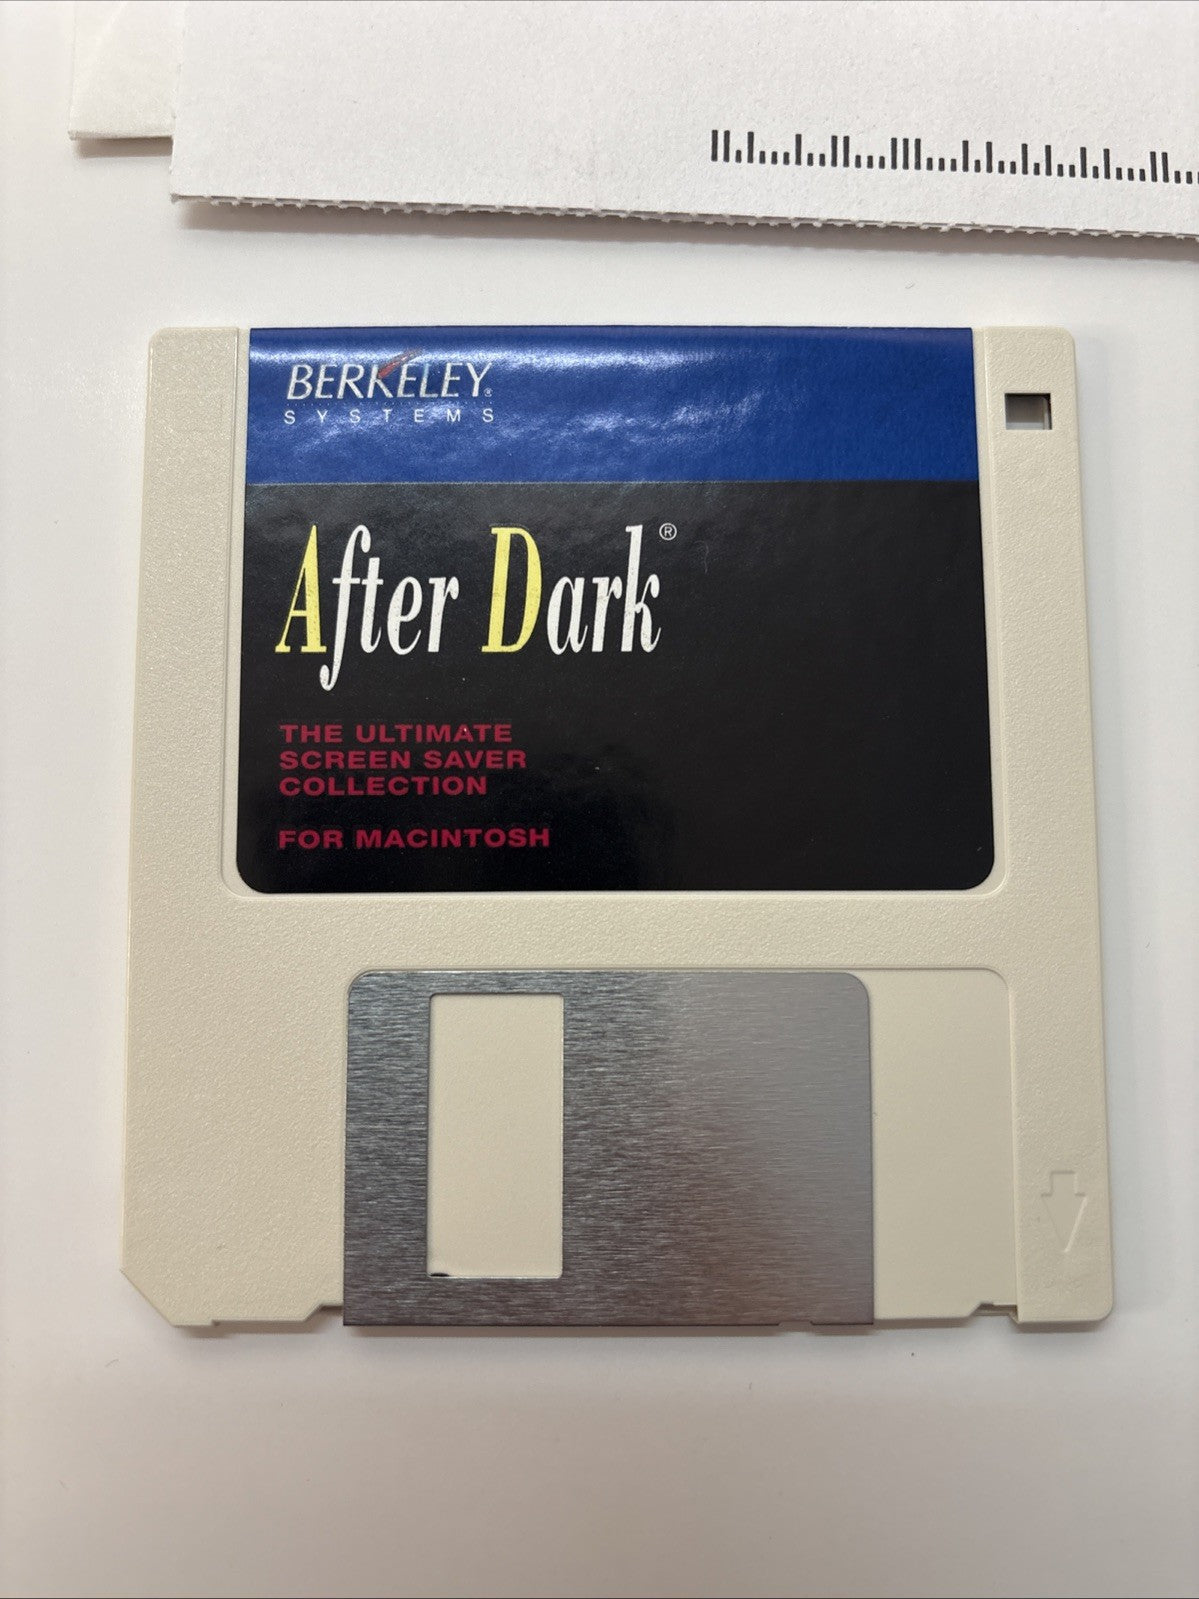 BERKELEY®
SYSTEMS
After Dark®
THE ULTIMATE
SCREEN SAVER
COLLECTION
FOR MACINTOSH